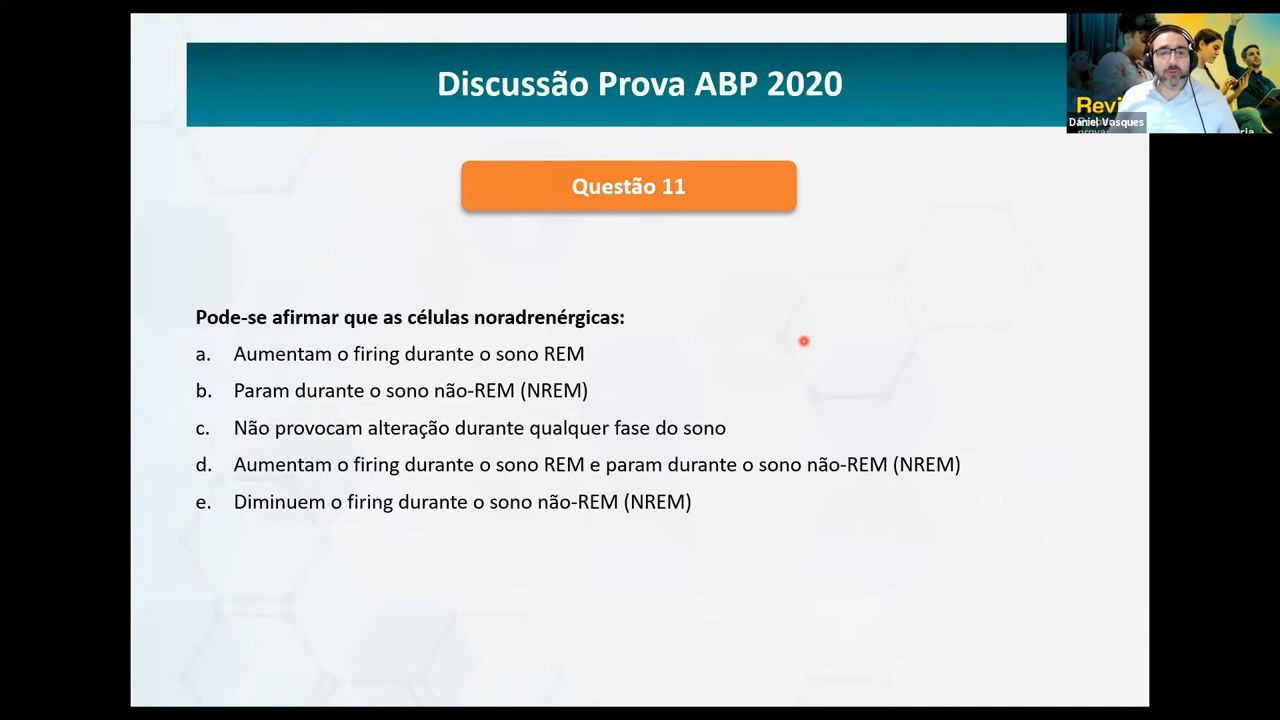 Discussão Prova ABP 2020
Revi
Daniel Vasques
Questão 11
Pode-se afirmar que as células noradrenérgicas:
a. Aumentam o firing durante o sono REM
b. Param durante o sono não-REM (NREM)
c. Não provocam alteração durante qualquer fase do sono
d. Aumentam o firing durante o sono REM e param durante o sono não-REM (NREM)
e. Diminuem o firing durante o sono não-REM (NREM)